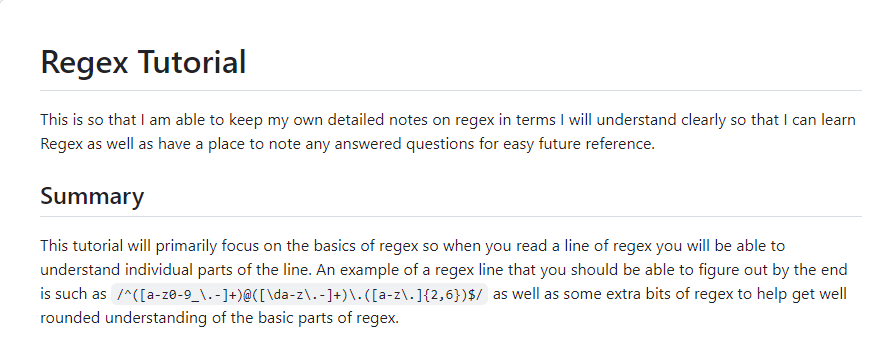 Regex Tutorial
This is so that I am able to keep my own detailed notes on regex in terms I will understand clearly so that I can learn
Regex as well as have a place to note any answered questions for easy future reference.
Summary
This tutorial will primarily focus on the basics of regex so when you read a line of regex you will be able to
understand individual parts of the line. An example of a regex line that you should be able to figure out by the end
is such as /^([a-z0-9_\.-]+)@([\da-z\.-]+)\.([a-z\.]{2,6})$/ as well as some extra bits of regex to help get well
rounded understanding of the basic parts of regex.